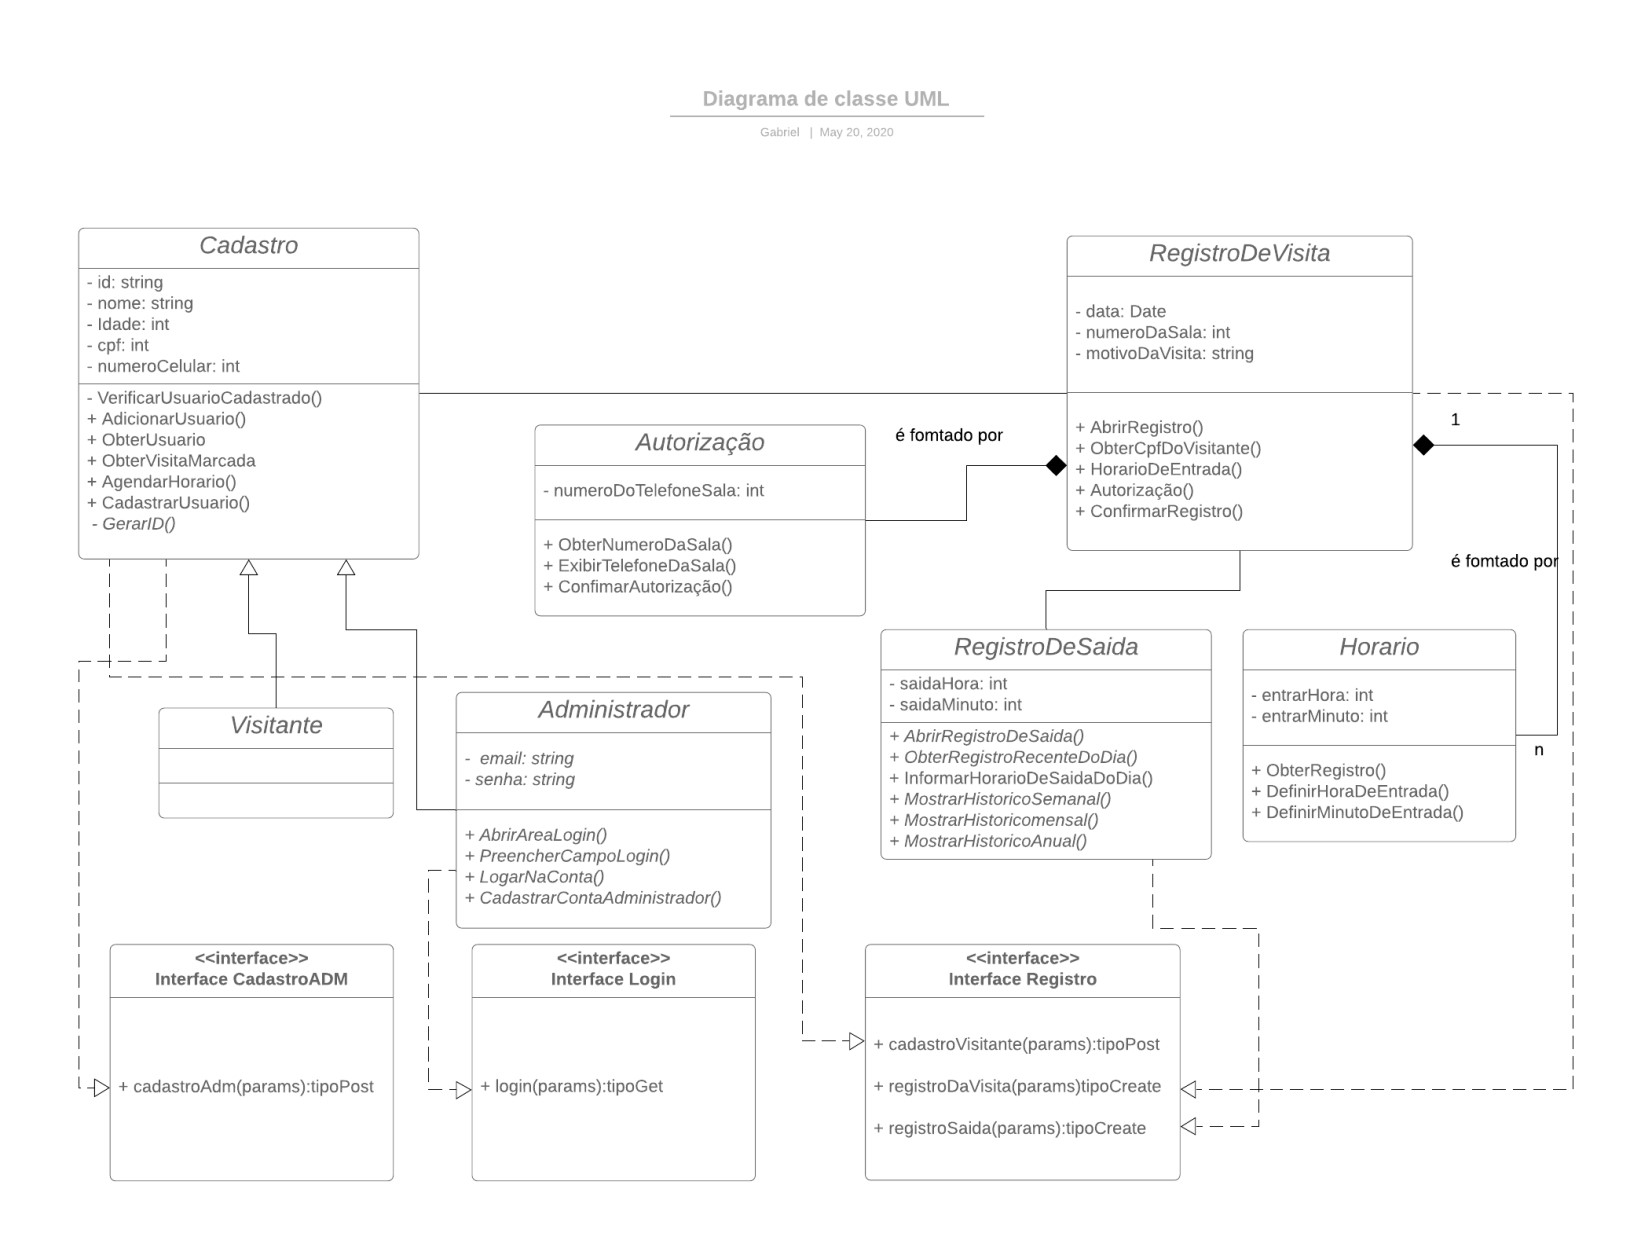 Diagrama de classe UML
Gabriel | May 20, 2020
Cadastro
- id: string
- nome: string
- Idade: int
- cpf: int
- numeroCelular: int
- VerificarUsuarioCadastrado()
+ AdicionarUsuario()
+ ObterUsuario
+ ObterVisitaMarcada
+ AgendarHorario()
+ CadastrarUsuario()
- GerarID()
RegistroDeVisita
- data: Date
- numeroDaSala: int
- motivoDaVisita: string
+ AbrirRegistro()
+ ObterCpfDoVisitante()
+ HorarioDeEntrada()
+ Autorização()
+ ConfirmarRegistro()
1
é fomtado por
Autorização
- numeroDoTelefoneSala: int
+ ObterNumeroDaSala()
+ ExibirTelefoneDaSala()
+ ConfimarAutorização()
é fomtado por
RegistroDeSaida
- saidaHora: int
- saidaMinuto: int
+ AbrirRegistroDeSaida()
+ ObterRegistroRecenteDoDia()
+ InformarHorarioDeSaidaDoDia()
+ MostrarHistoricoSemanal()
+ MostrarHistoricomensal()
+ MostrarHistoricoAnual()
Horario
- entrarHora: int
- entrarMinuto: int
+ ObterRegistro()
+ DefinirHoraDeEntrada()
+ DefinirMinutoDeEntrada()
n
Visitante
Administrador
- email: string
- senha: string
+ AbrirAreaLogin()
+ PreencherCampoLogin()
+ LogarNaConta()
+ CadastrarContaAdministrador()
<<interface>>
Interface CadastroADM
+ cadastroAdm(params):tipoPost
<<interface>>
Interface Login
+ login(params):tipoGet
<<interface>>
Interface Registro
+ cadastroVisitante(params):tipoPost
+ registroDaVisita(params)tipoCreate
+ registroSaida(params):tipoCreate